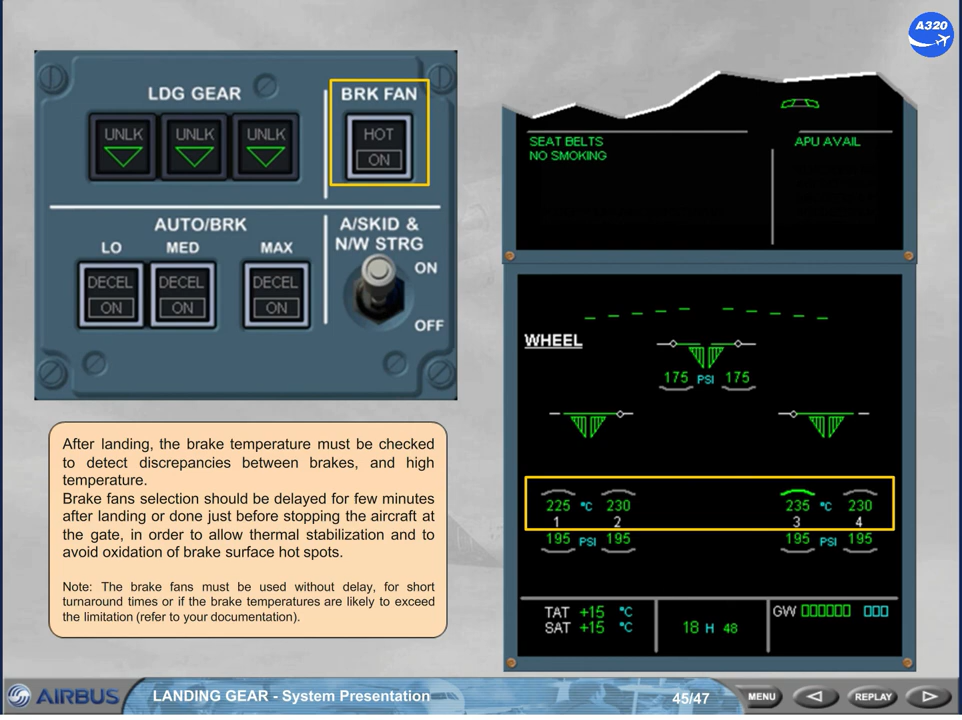 A320
LDG GEAR
BRK FAN
UNLK UNLK UNLK
HOT
ON
AUTO/BRK
LO MED MAX
A/SKID &
N/W STRG
ON
DECEL DECEL DECEL
ON ON ON
OFF
SEAT BELTS
NO SMOKING
APU AVAIL
WHEEL
175 PSI 175
225 °C 230
1 2
235 °C 230
3 4
195 PSI 195
195 PSI 195
TAT +15 °C
SAT +15 °C
18 H 48
GW
After landing, the brake temperature must be checked
to detect discrepancies between brakes, and high
temperature.
Brake fans selection should be delayed for few minutes
after landing or done just before stopping the aircraft at
the gate, in order to allow thermal stabilization and to
avoid oxidation of brake surface hot spots.
Note: The brake fans must be used without delay, for short
turnaround times or if the brake temperatures are likely to exceed
the limitation (refer to your documentation).
AIRBUS
LANDING GEAR - System Presentation
45/47
MENU
REPLAY